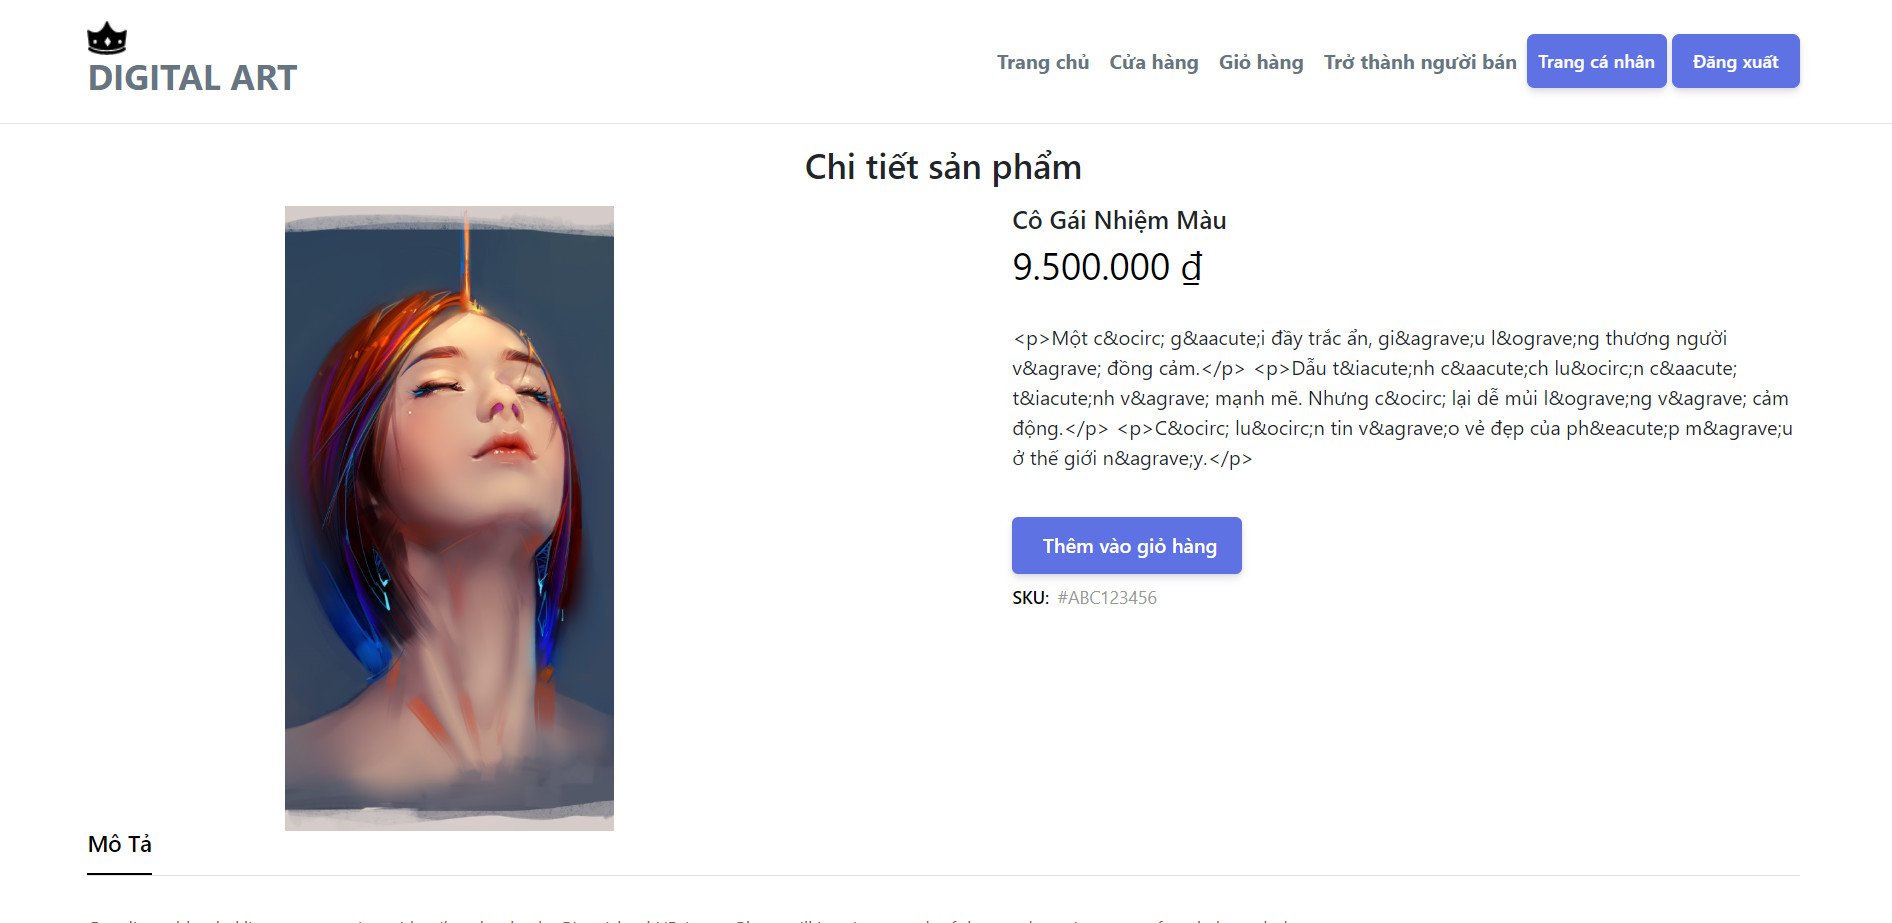 DIGITAL ART
Trang chủ Cửa hàng Giỏ hàng Trở thành người bán Trang cá nhân Đăng xuất
Chi tiết sản phẩm
Cô Gái Nhiệm Màu
9.500.000 ₫
<p>Một c&ocirc; g&aacute;i đầy trắc ẩn, gi&agrave;u l&ograve;ng thương người
v&agrave; đồng cảm.</p> <p>Dẫu t&iacute;nh c&aacute;ch lu&ocirc;n c&aacute;
t&iacute;nh v&agrave; mạnh mẽ. Nhưng c&ocirc; lại dễ mủi l&ograve;ng v&agrave; cảm
động.</p> <p>C&ocirc; lu&ocirc;n tin v&agrave;o vẻ đẹp của ph&eacute;p m&agrave;u
ở thế giới n&agrave;y.</p>
Thêm vào giỏ hàng
SKU: #ABC123456
Mô Tả